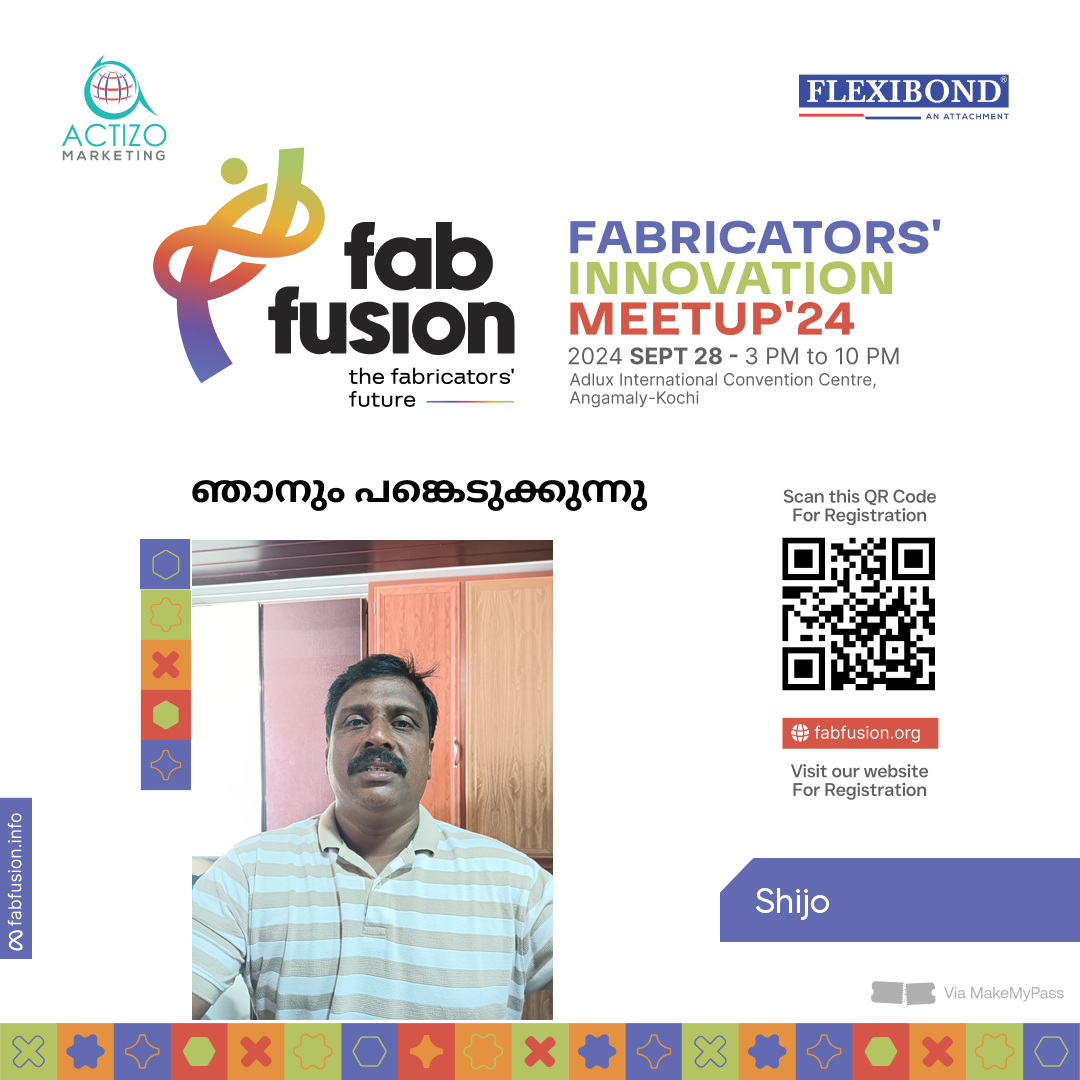 ACTIZO
MARKETING
FLEXIBOND®
AN ATTACHMENT
fab
fusion
the fabricators'
future
FABRICATORS'
INNOVATION
MEETUP'24
2024 SEPT 28 - 3 PM to 10 PM
Adlux International Convention Centre,
Angamaly-Kochi
ഞാനും പങ്കെടുക്കുന്നു
Scan this QR Code
For Registration
fabfusion.org
Visit our website
For Registration
fabfusion.info
Shijo
Via MakeMyPass